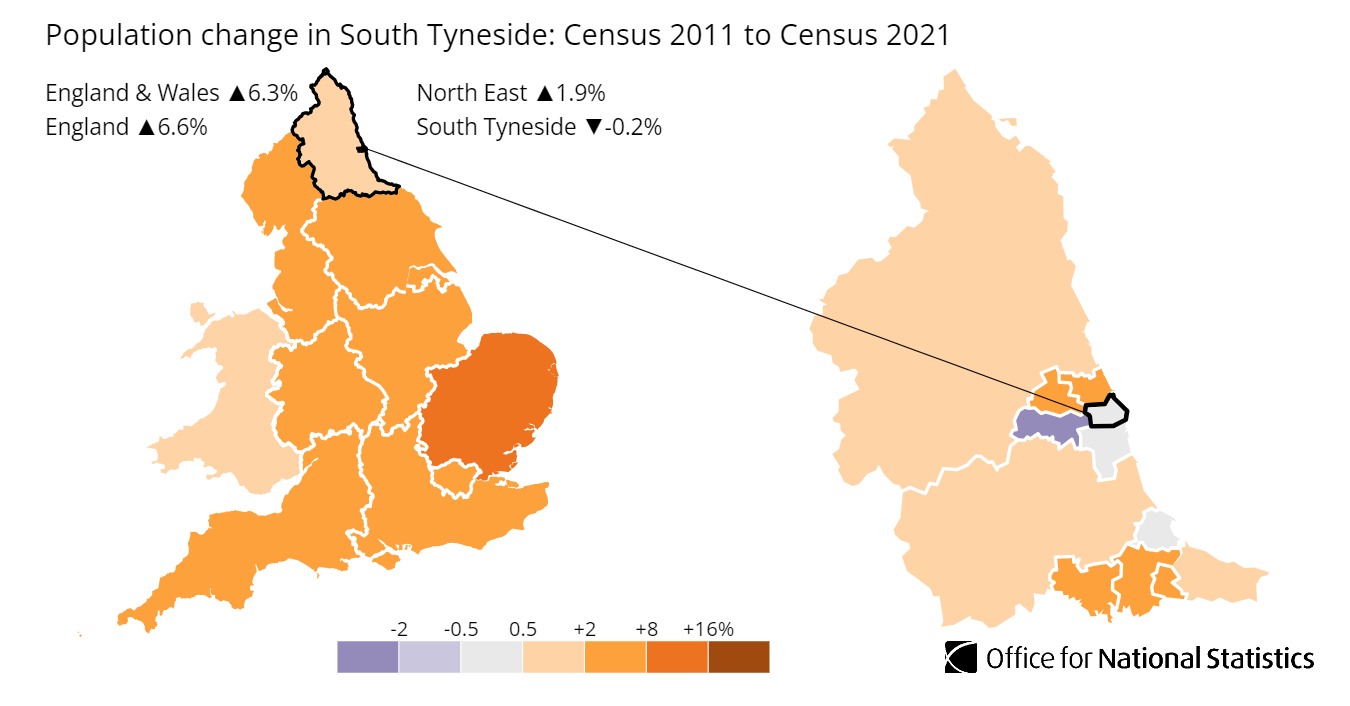 Population change in South Tyneside: Census 2011 to Census 2021
England & Wales ▲6.3%
North East ▲1.9%
England ▲6.6%
South Tyneside ▼-0.2%
-2 -0.5 0.5 +2 +8 +16%
Office for National Statistics